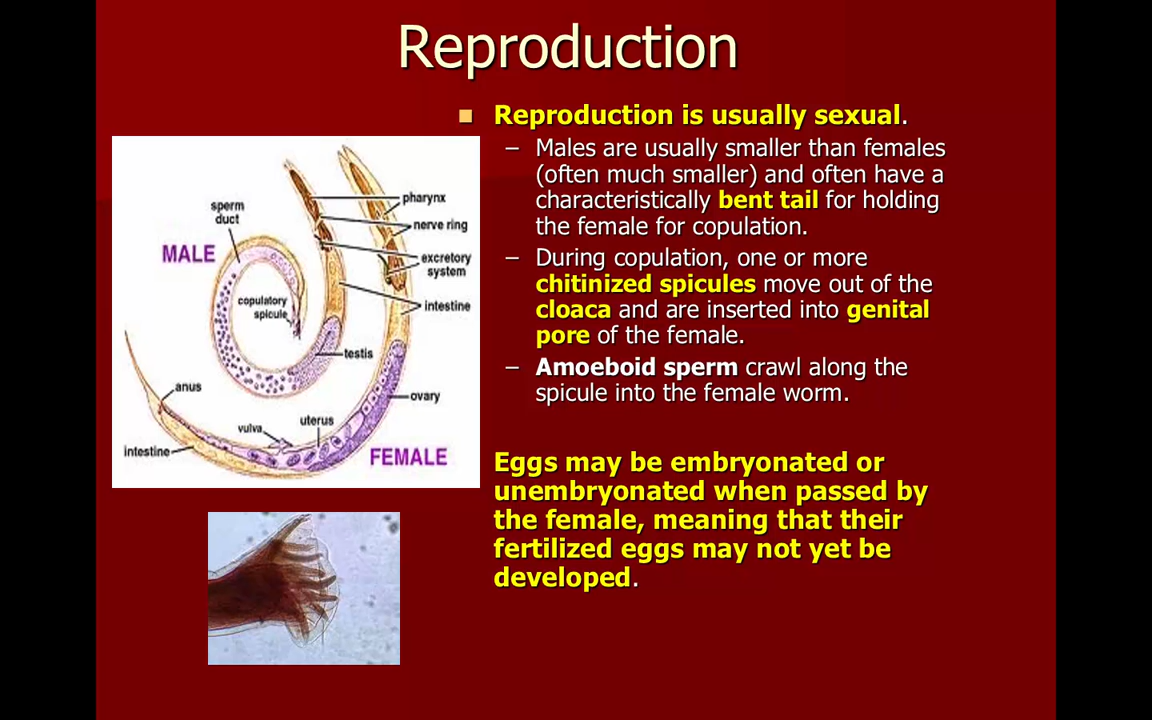 Reproduction
Reproduction is usually sexual.
– Males are usually smaller than females
(often much smaller) and often have a
characteristically bent tail for holding
the female for copulation.
– During copulation, one or more
chitinized spicules move out of the
cloaca and are inserted into genital
pore of the female.
– Amoeboid sperm crawl along the
spicule into the female worm.
Eggs may be embryonated or
unembryonated when passed by
the female, meaning that their
fertilized eggs may not yet be
developed.
pharynx
sperm
duct
nerve ring
MALE
excretory
system
copulatory
spicule
intestine
testis
anus
ovary
uterus
vulva
intestine
FEMALE